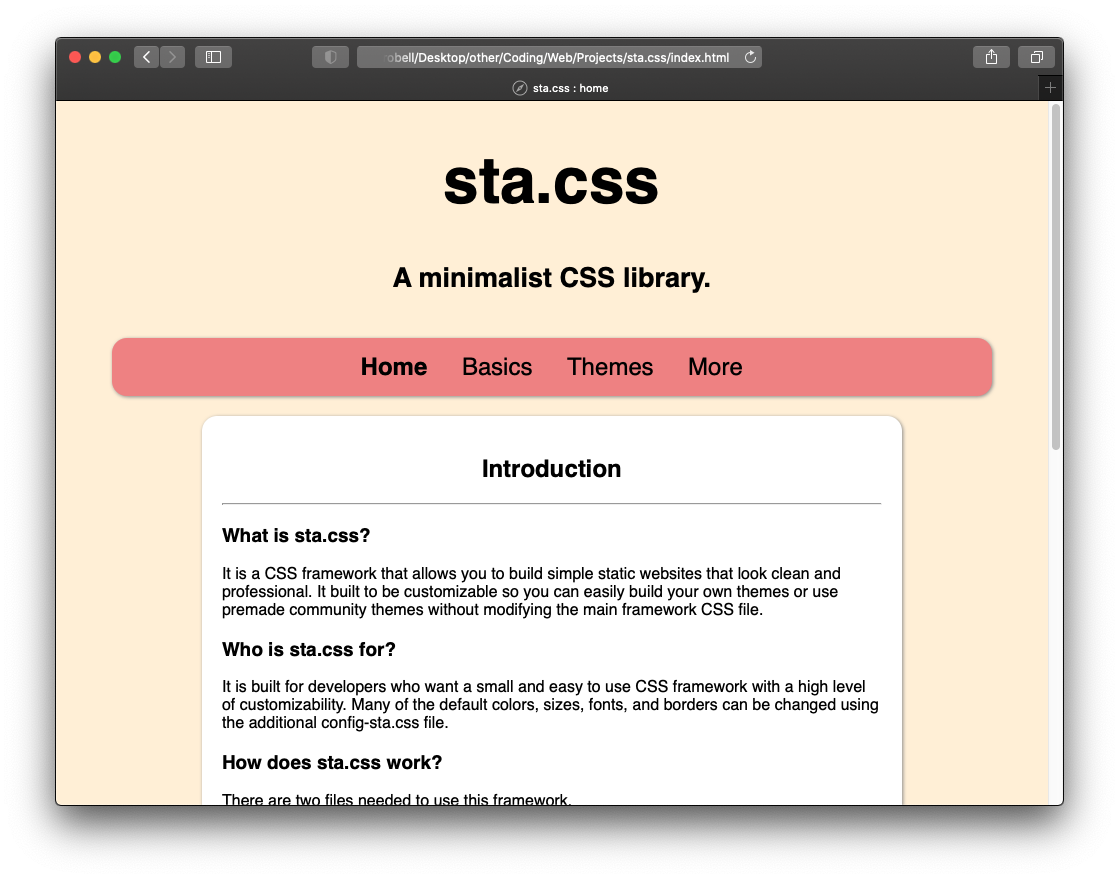 obell/Desktop/other/Coding/Web/Projects/sta.css/index.html
sta.css : home
sta.css
A minimalist CSS library.
Home Basics Themes More
Introduction
What is sta.css?
It is a CSS framework that allows you to build simple static websites that look clean and
professional. It built to be customizable so you can easily build your own themes or use
premade community themes without modifying the main framework CSS file.
Who is sta.css for?
It is built for developers who want a small and easy to use CSS framework with a high level
of customizability. Many of the default colors, sizes, fonts, and borders can be changed using
the additional config-sta.css file.
How does sta.css work?
There are two files needed to use this framework.